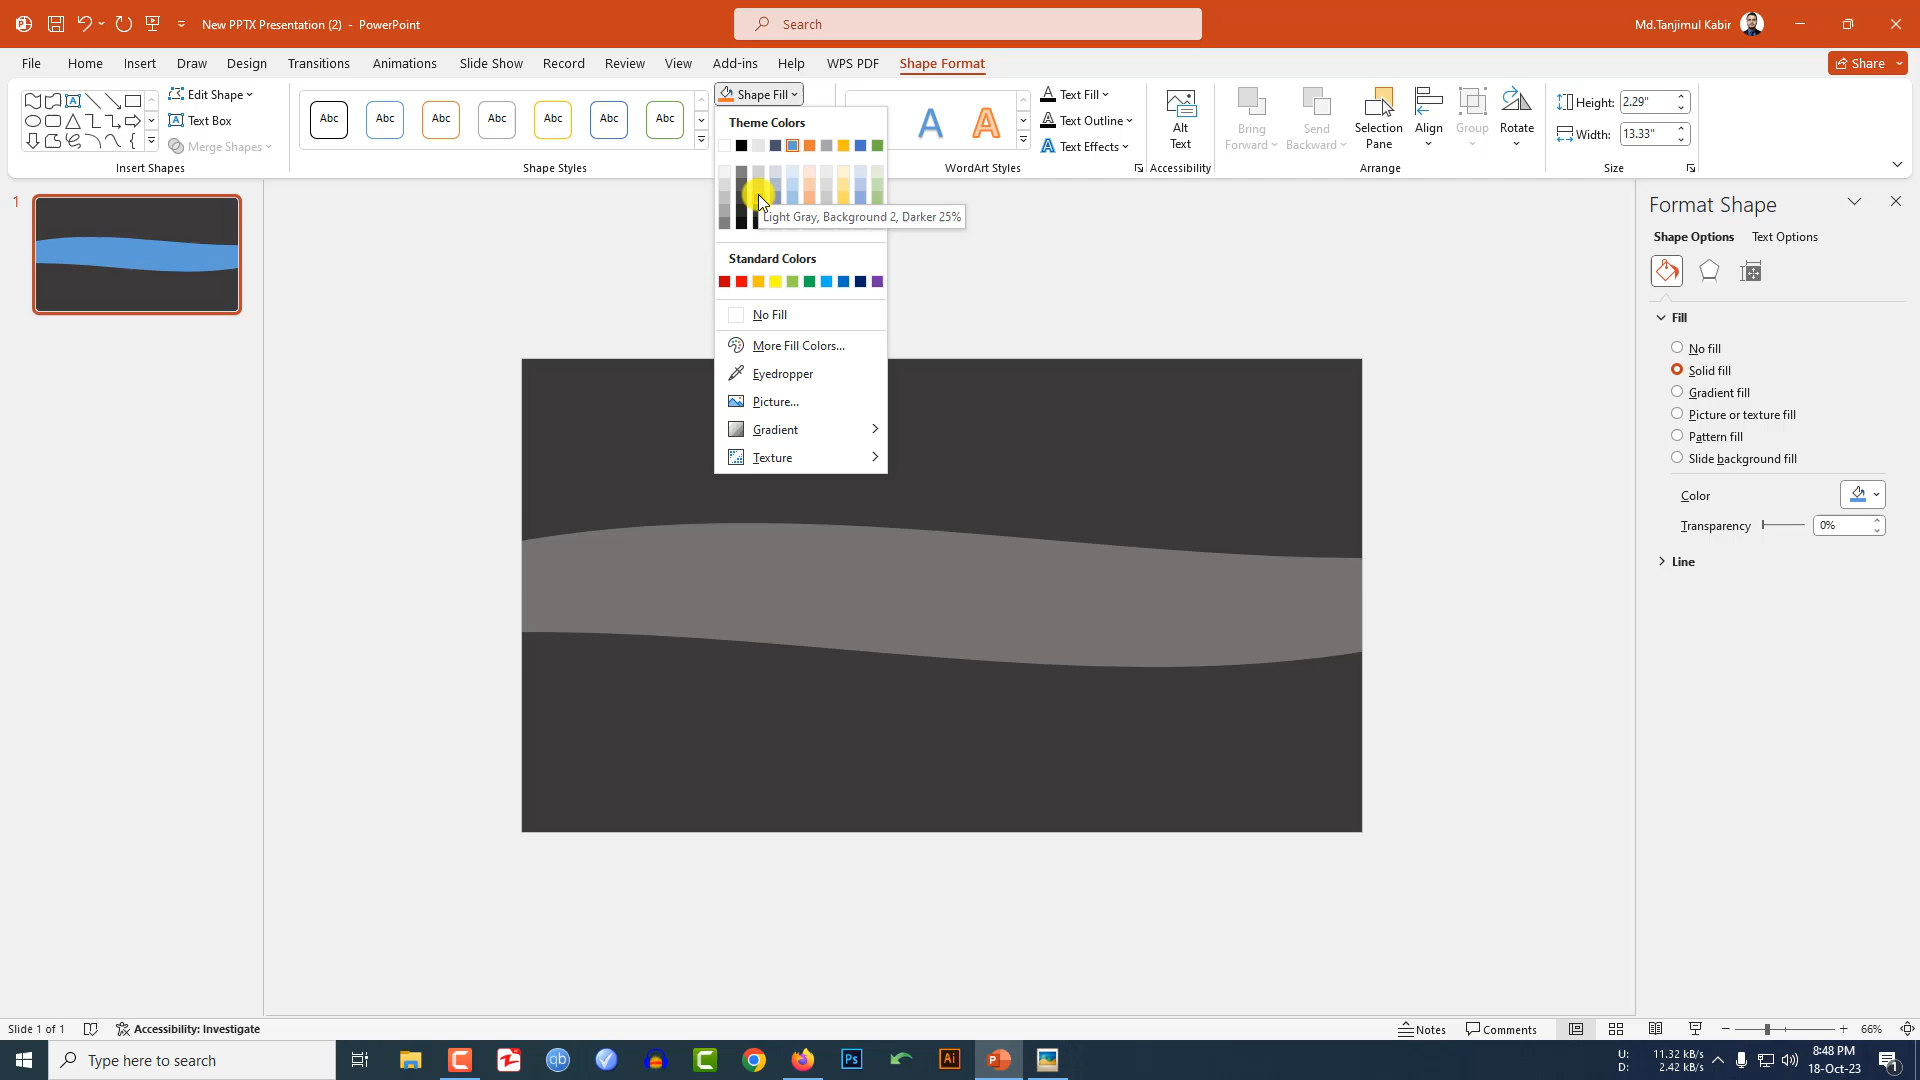 New PPTX Presentation (2) - PowerPoint
Search
Md.Tanjimul Kabir
File Home Insert Draw Design Transitions Animations Slide Show Record Review View Add-ins Help WPS PDF Shape Format
Share
Edit Shape
Text Box
Merge Shapes
Insert Shapes
Abc Abc Abc Abc Abc Abc Abc
Shape Styles
Shape Fill
A A
WordArt Styles
Text Fill
Text Outline
Text Effects
Alt
Text
Accessibility
Bring
Forward
Send
Backward
Selection
Pane
Align
Group
Rotate
Arrange
Height: 2.29"
Width: 13.33"
Size
Theme Colors
Light Gray, Background 2, Darker 25%
Standard Colors
No Fill
More Fill Colors...
Eyedropper
Picture...
Gradient
Texture
1
Format Shape
Shape Options Text Options
Fill
No fill
Solid fill
Gradient fill
Picture or texture fill
Pattern fill
Slide background fill
Color
Transparency 0%
Line
Slide 1 of 1
Accessibility: Investigate
Notes
Comments
66%
Type here to search
qb
Ps
Ai
U: 11.32 kB/s
D: 2.42 kB/s
8:48 PM
18-Oct-23
1